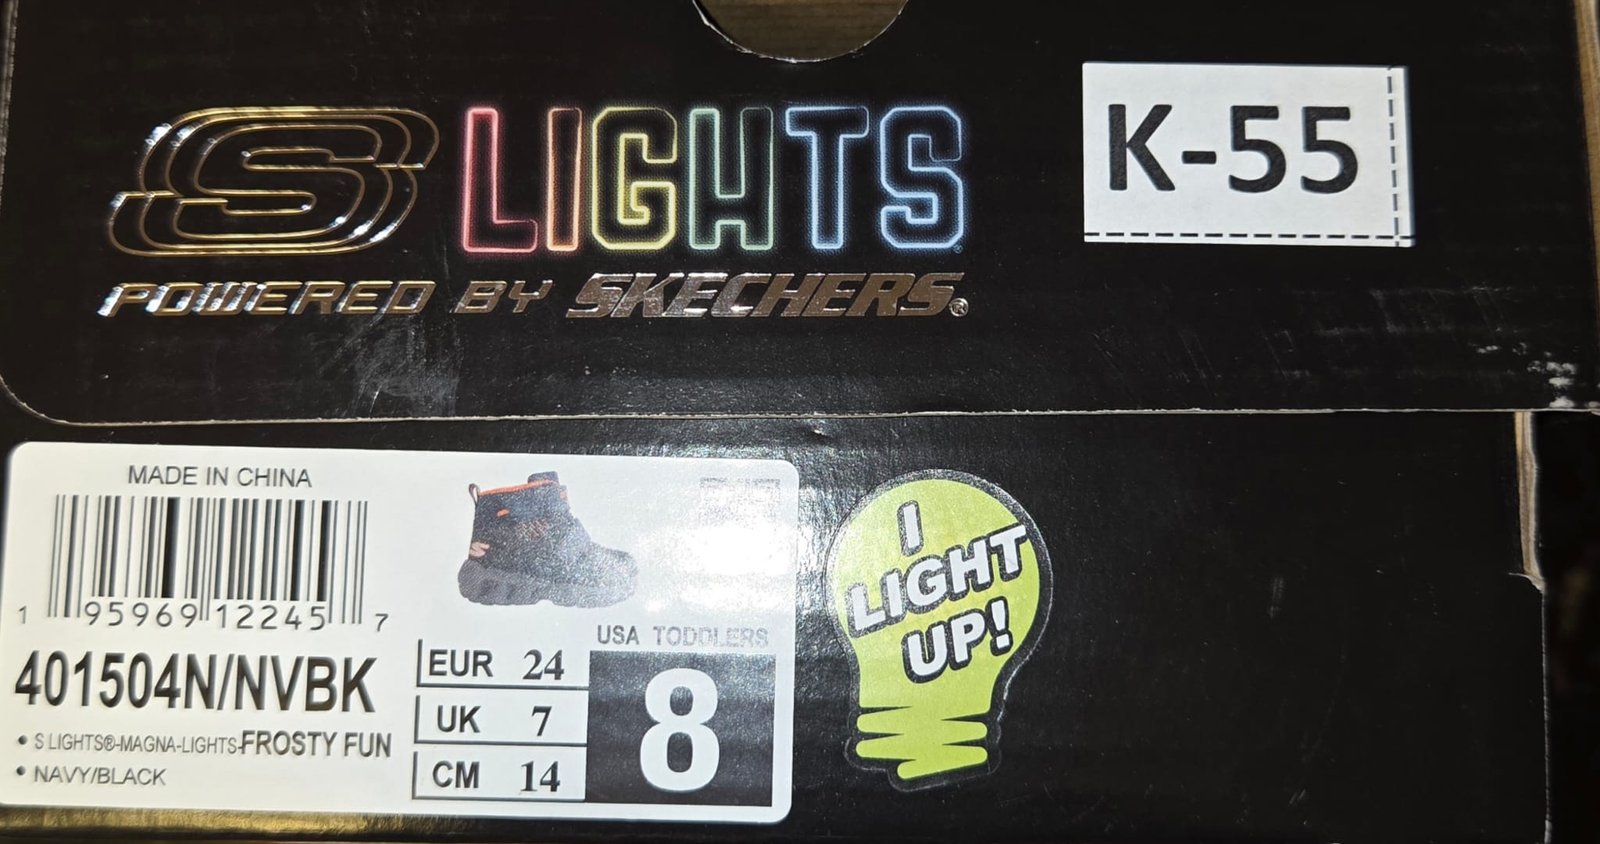 S LIGHTS
POWERED BY SKECHERS®
K-55
MADE IN CHINA
1 95969 12245 7
401504N/NVBK
• S LIGHTS®-MAGNA-LIGHTS-FROSTY FUN
• NAVY/BLACK
EUR 24
UK 7
CM 14
USA TODDLERS
8
I
LIGHT
UP!